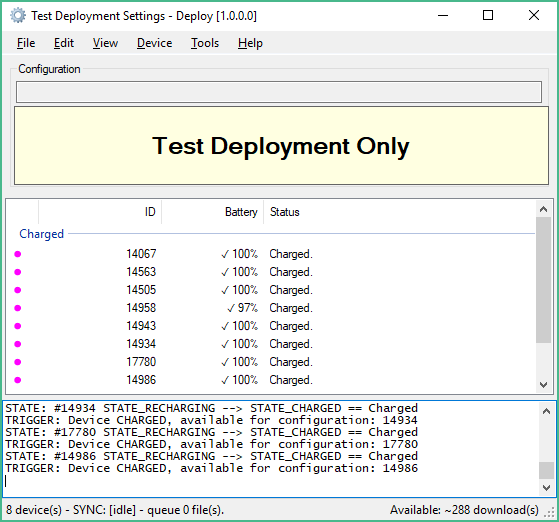 Test Deployment Settings - Deploy [1.0.0.0]
File Edit View Device Tools Help
Configuration
Test Deployment Only
ID Battery Status
Charged
14067 ✓ 100% Charged.
14563 ✓ 100% Charged.
14505 ✓ 100% Charged.
14958 ✓ 97% Charged.
14943 ✓ 100% Charged.
14934 ✓ 100% Charged.
17780 ✓ 100% Charged.
14986 ✓ 100% Charged.
STATE: #14934 STATE_RECHARGING --> STATE_CHARGED == Charged
TRIGGER: Device CHARGED, available for configuration: 14934
STATE: #17780 STATE_RECHARGING --> STATE_CHARGED == Charged
TRIGGER: Device CHARGED, available for configuration: 17780
STATE: #14986 STATE_RECHARGING --> STATE_CHARGED == Charged
TRIGGER: Device CHARGED, available for configuration: 14986
8 device(s) - SYNC: [idle] - queue 0 file(s). Available: ~288 download(s)